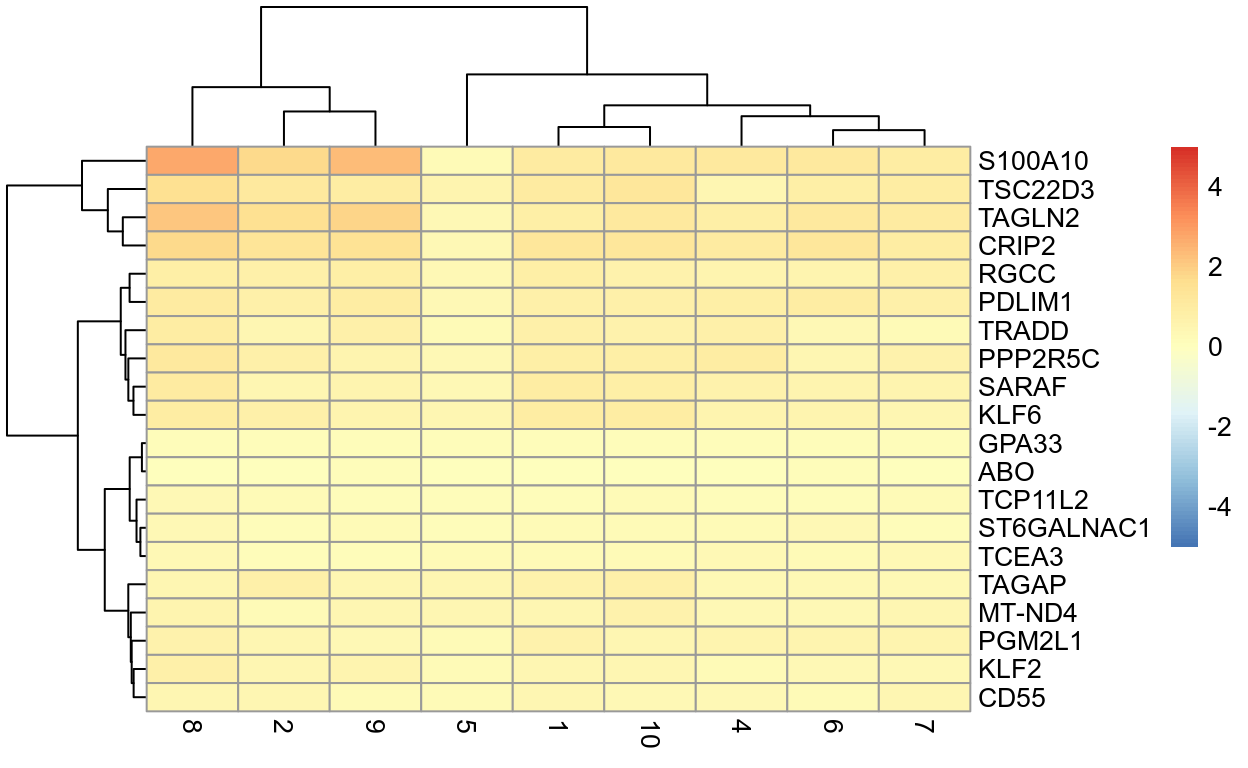 S100A10
TSC22D3
TAGLN2
CRIP2
RGCC
PDLIM1
TRADD
PPP2R5C
SARAF
KLF6
GPA33
ABO
TCP11L2
ST6GALNAC1
TCEA3
TAGAP
MT-ND4
PGM2L1
KLF2
CD55
8 2 9 5 1 10 4 6 7
4
2
0
-2
-4